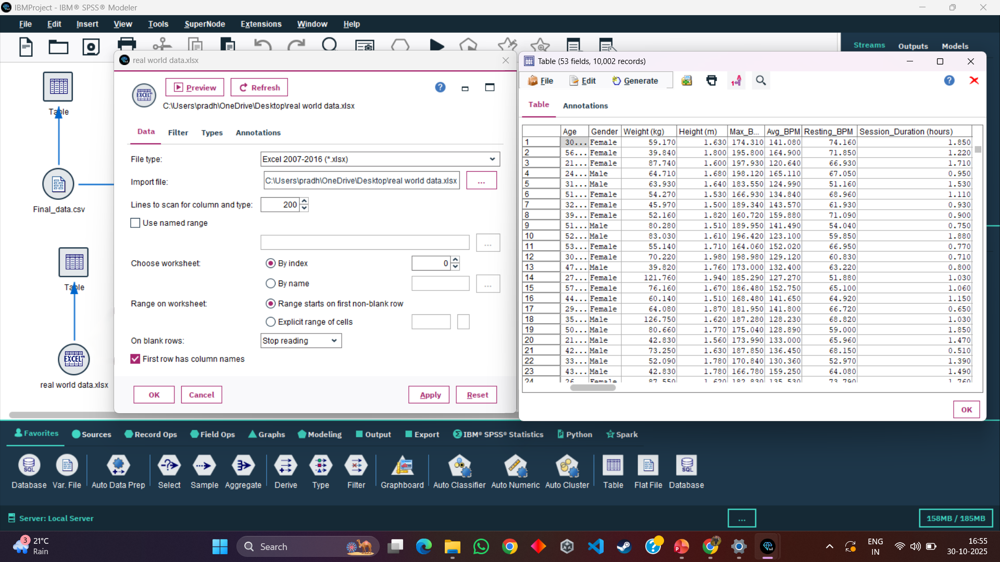 IBMProject - IBM® SPSS® Modeler
File Edit Insert View Tools SuperNode Extensions Window Help
Streams Outputs Models
Table
Final_data.csv
Table
EXCEL™
real world data.xlsx
real world data.xlsx
EXCEL™
Preview Refresh
C:\Users\pradh\OneDrive\Desktop\real world data.xlsx
Data Filter Types Annotations
File type: Excel 2007-2016 (*.xlsx)
Import file: C:\Users\pradh\OneDrive\Desktop\real world data.xlsx ...
Lines to scan for column and type: 200
Use named range
...
Choose worksheet: By index 0
By name ...
Range on worksheet: Range starts on first non-blank row
Explicit range of cells
On blank rows: Stop reading
First row has column names
OK Cancel Apply Reset
Table (53 fields, 10,002 records)
File Edit Generate
Table Annotations
Age Gender Weight (kg) Height (m) Max_B... Avg_BPM Resting_BPM Session_Duration (hours)
1 30... Female 59.170 1.630 174.310 141.080 74.160 1.850
2 56... Female 39.840 1.800 195.800 164.900 71.850 1.220
3 21... Female 87.740 1.600 197.930 120.640 66.930 1.710
4 24... Male 64.710 1.680 198.120 165.110 67.050 0.950
5 31... Male 63.930 1.640 183.550 124.990 51.160 1.530
6 51... Female 54.270 1.530 166.930 134.840 68.960 1.110
7 32... Female 45.970 1.500 189.340 143.570 61.930 0.930
8 39... Female 52.160 1.820 160.720 159.880 71.090 0.900
9 51... Male 80.280 1.510 189.950 141.490 54.040 0.750
10 52... Male 83.030 1.610 196.420 123.100 59.850 1.880
11 53... Female 55.140 1.710 164.060 152.020 66.950 0.770
12 30... Female 70.220 1.980 198.980 129.120 60.830 0.710
13 47... Male 39.820 1.760 173.000 132.400 63.220 0.800
14 27... Female 121.760 1.940 185.290 127.270 51.880 1.030
15 57... Female 76.160 1.670 186.480 152.750 65.100 1.060
16 44... Female 60.140 1.510 168.480 141.650 64.920 1.150
17 29... Female 64.080 1.870 181.950 141.800 66.720 0.650
18 35... Male 126.750 1.620 187.280 128.230 68.820 1.030
19 50... Male 80.660 1.770 175.040 128.890 59.000 1.850
20 21... Male 42.830 1.560 173.990 133.000 65.960 1.470
21 42... Male 73.250 1.630 187.850 136.450 68.150 0.510
22 33... Male 52.090 1.780 170.840 130.360 52.970 1.390
23 43... Male 42.830 1.780 166.780 159.250 64.080 1.490
24 26... Female 87.550 1.620 182.830 135.530 73.790 1.760
OK
Favorites Sources Record Ops Field Ops Graphs Modeling Output Export IBM® SPSS® Statistics Python Spark
SQL SQL
Database Var. File Auto Data Prep Select Sample Aggregate Derive Type Filter Graphboard Auto Classifier Auto Numeric Auto Cluster Table Flat File Database
Server: Local Server ... 158MB / 185MB
3 21°C
Rain
Search
ENG
IN
16:55
30-10-2025